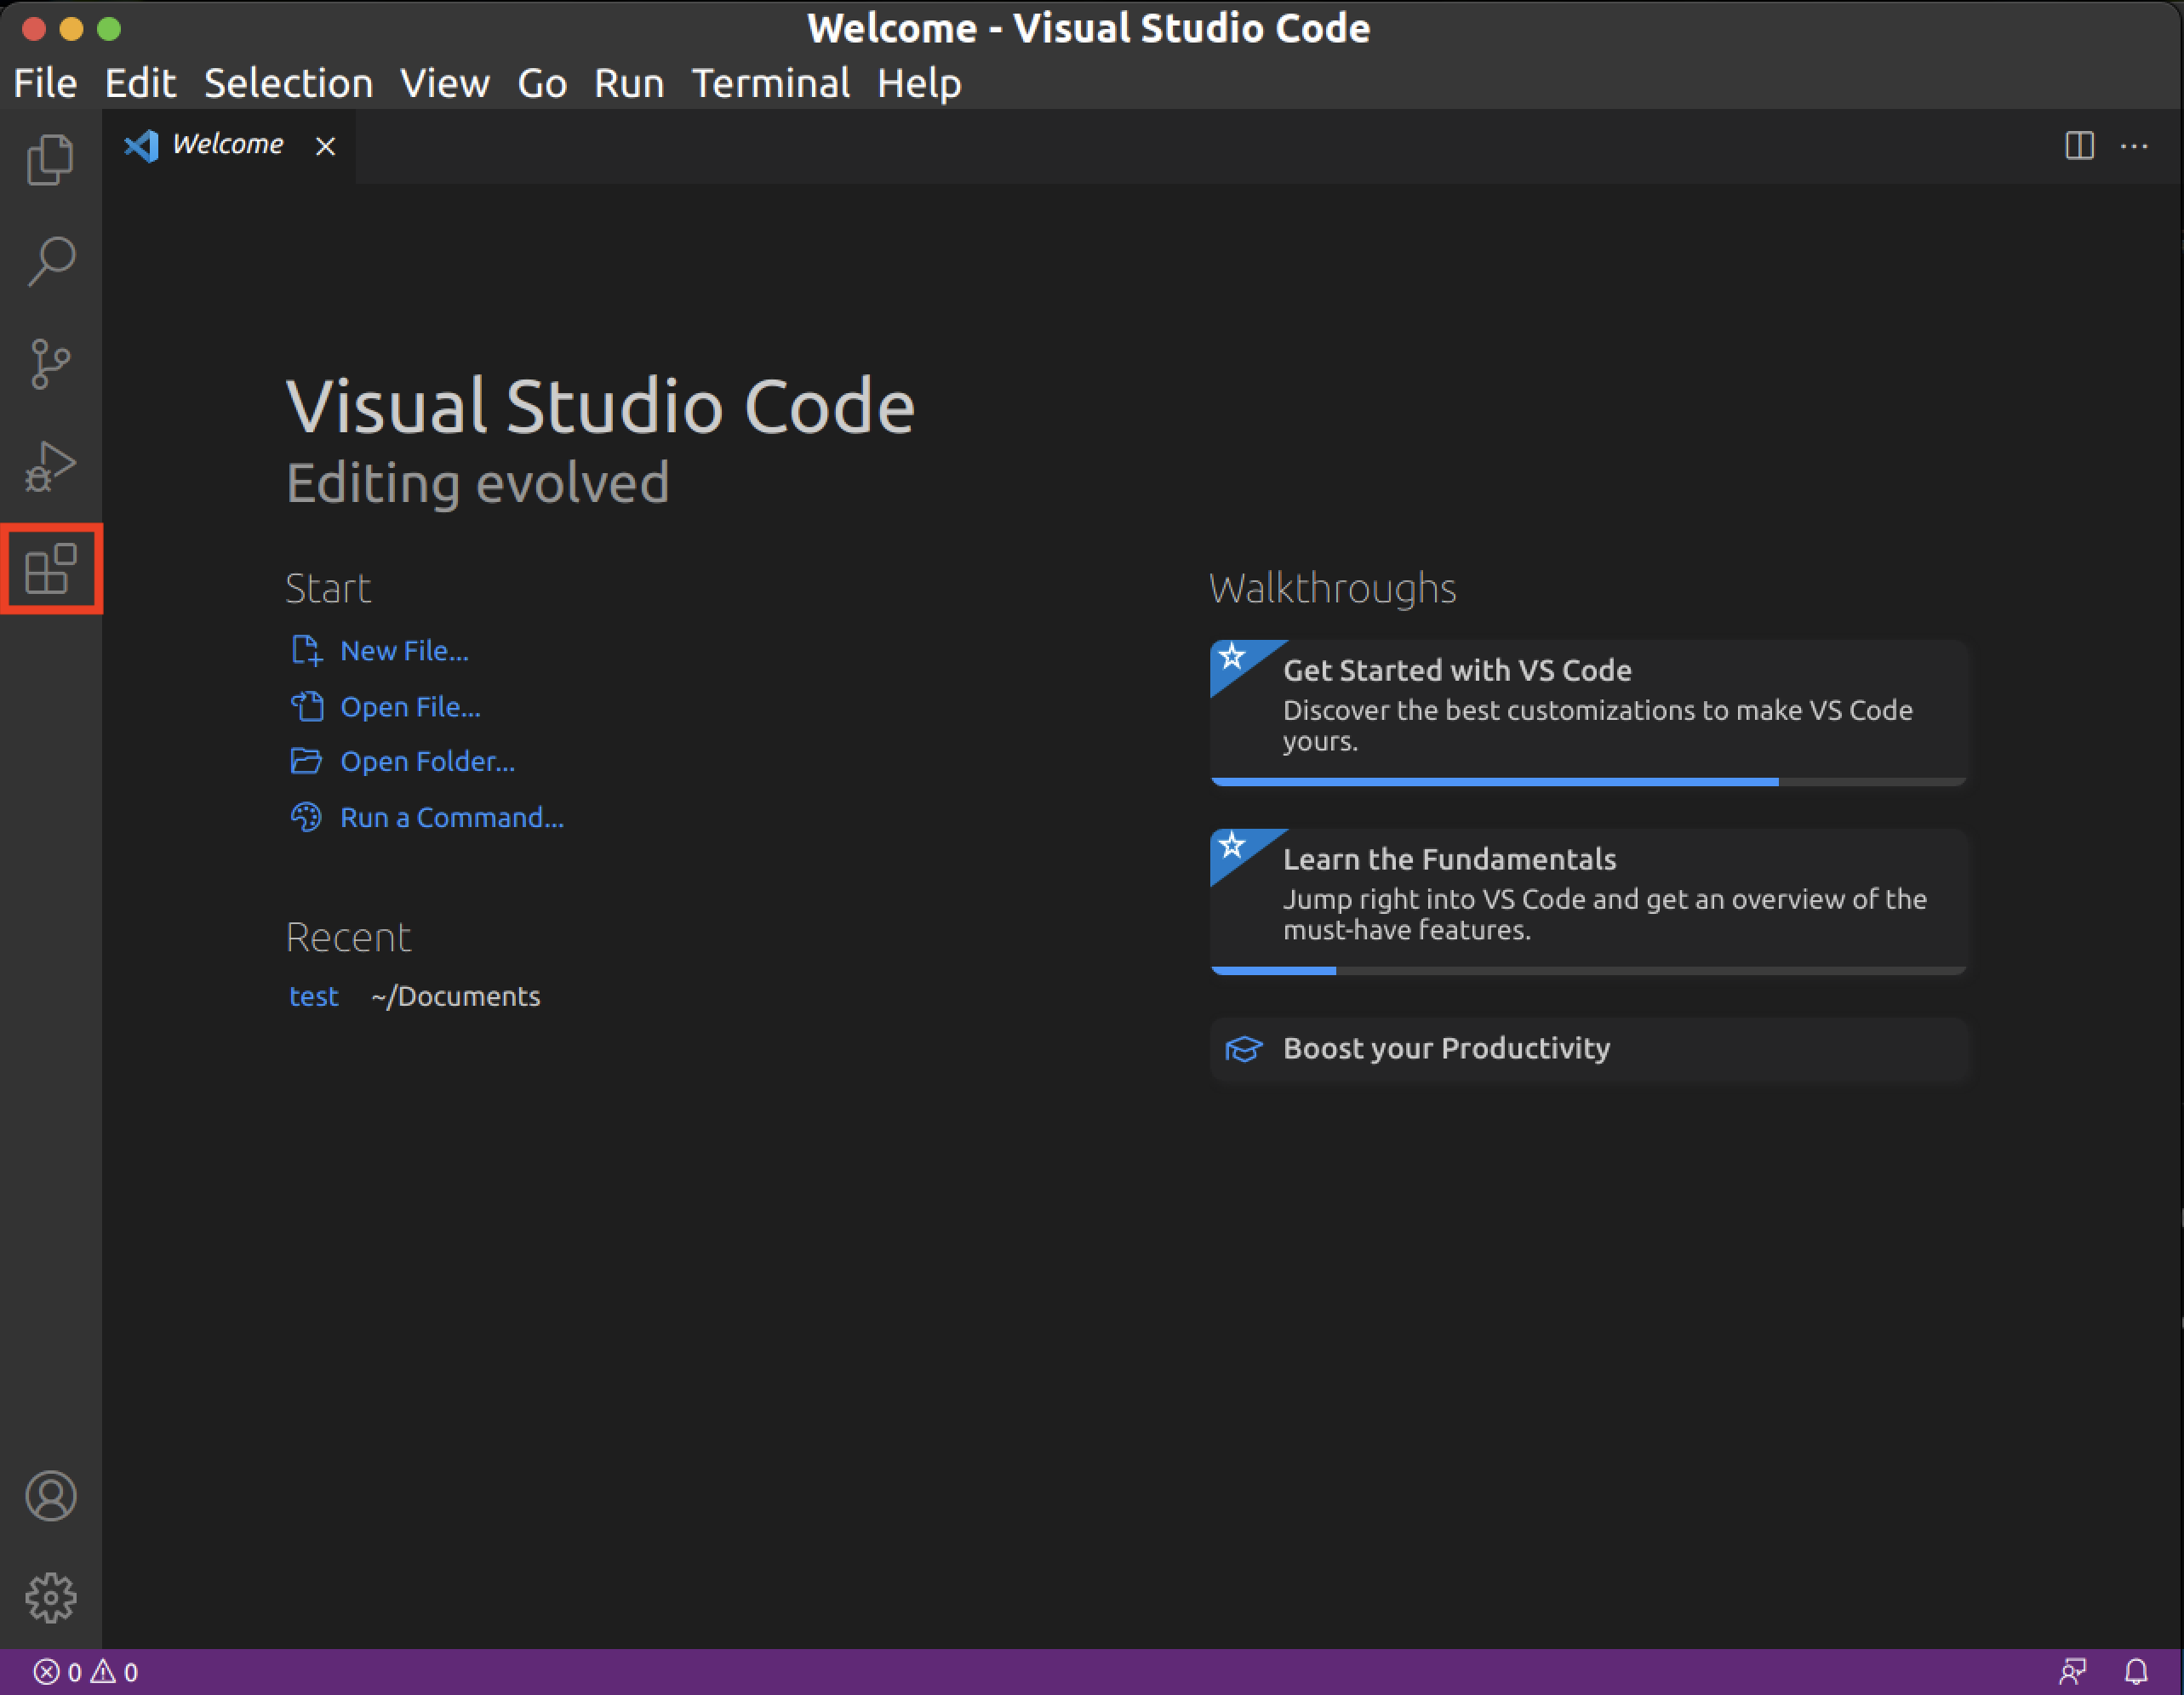 Welcome - Visual Studio Code
File Edit Selection View Go Run Terminal Help
Welcome
Visual Studio Code
Editing evolved
Start
New File...
Open File...
Open Folder...
Run a Command...
Recent
test ~/Documents
Walkthroughs
Get Started with VS Code
Discover the best customizations to make VS Code
yours.
Learn the Fundamentals
Jump right into VS Code and get an overview of the
must-have features.
Boost your Productivity
0 0